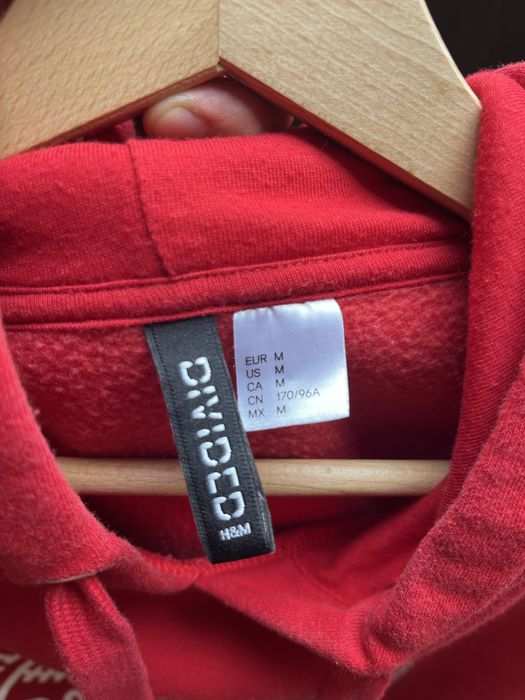 DIVIDED
H&M
EUR M
US M
CA M
CN 170/96A
MX M